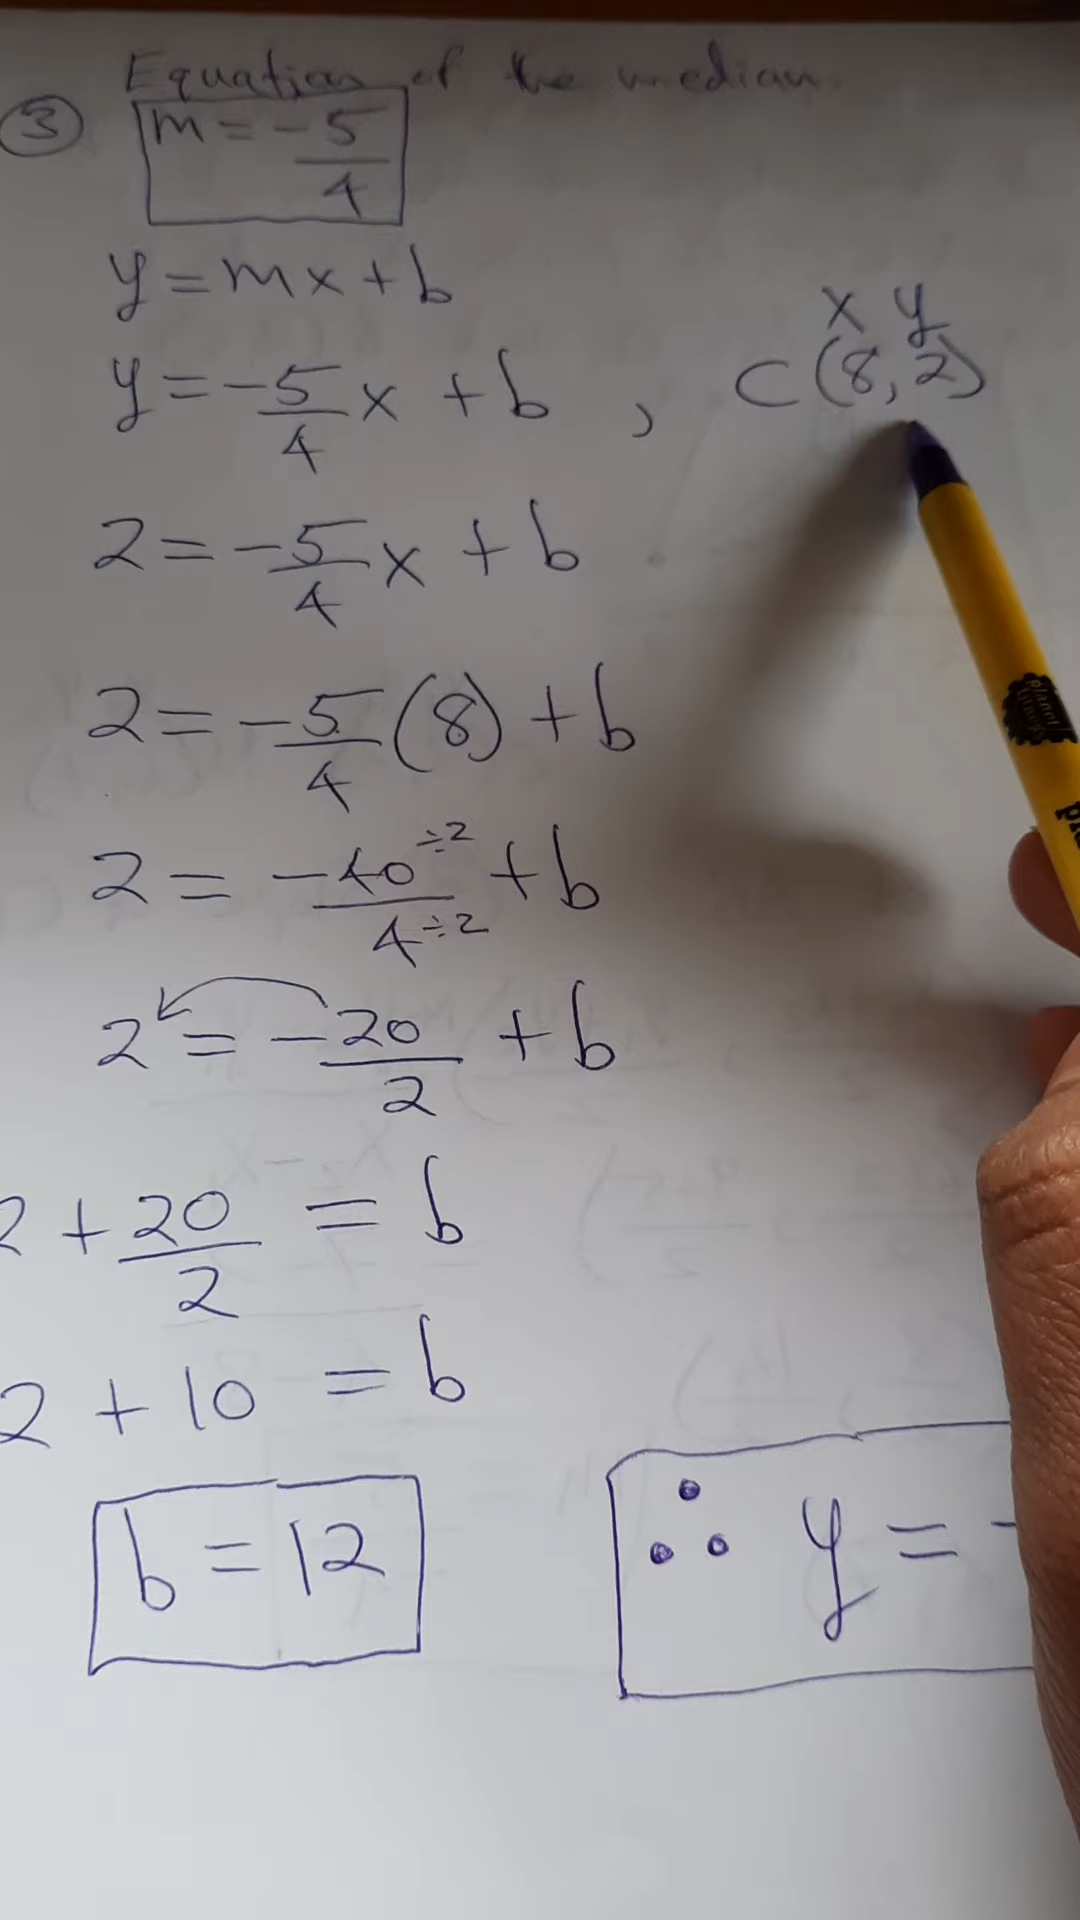 Equation of the median.
③ m = -5/4
y = mx + b
x y
y = -5/4 x + b , C (8, 2)
2 = -5/4 x + b
2 = -5/4 (8) + b
2 = -40÷2/4÷2 + b
2 = -20/2 + b
2 + 20/2 = b
2 + 10 = b
b = 12
∴ y = -
planet